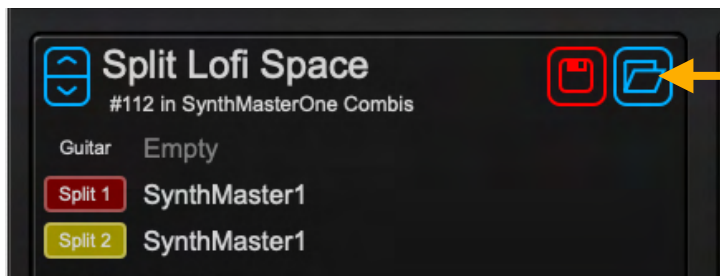 Split Lofi Space
#112 in SynthMasterOne Combis
Guitar Empty
Split 1 SynthMaster1
Split 2 SynthMaster1